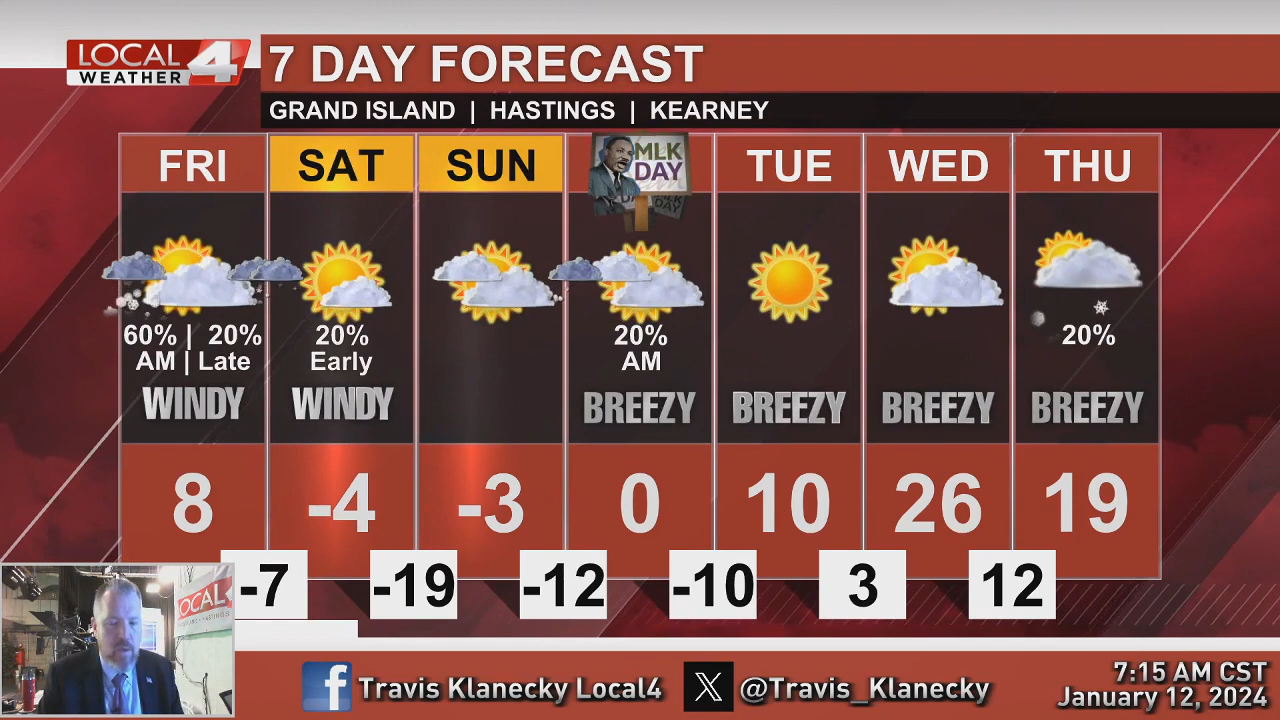 LOCAL 4
WEATHER
7 DAY FORECAST
GRAND ISLAND | HASTINGS | KEARNEY
FRI
SAT
SUN
MLK
DAY
TUE
WED
THU
60% | 20%
AM | Late
20%
Early
20%
AM
20%
WINDY
WINDY
BREEZY
BREEZY
BREEZY
BREEZY
8
-4
-3
0
10
26
19
-7
-19
-12
-10
3
12
LOCAL
Travis Klanecky Local4
@Travis_Klanecky
7:15 AM CST
January 12, 2024